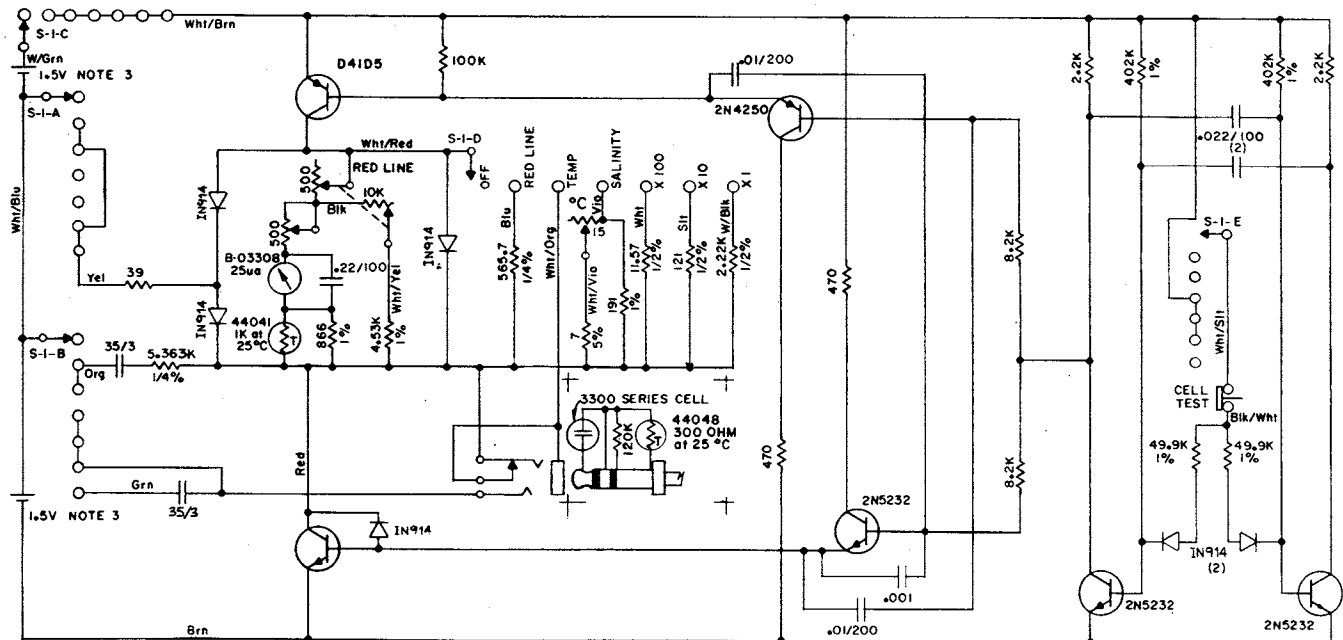 S-I-C
Wht/Brn
W/Grn
1.5V NOTE 3
S-I-A
Wht/Blu
Yel
39
S-I-B
Org
35/3
5.363K
1/4%
Grn
35/3
1.5V NOTE 3
Brn
D41D5
100K
Wht/Red
S-I-D
OFF
RED LINE
500
10K
Blk
500
IN914
IN914
B-03308
25ua
.22/100
Wht/Yel
44041
1K at
25°C
T
866
1%
4.53K
1%
IN914
RED LINE
TEMP
SALINITY
X 100
X 10
X 1
Blu
565.7
1/4%
Wht/Org
°C
Vio
15
Wht/Vio
7
5%
191
1%
Wht
11.57
1/2%
Slt
121
1/2%
W/Blk
2.22K
1/2%
Red
3300 SERIES CELL
120K
T
44048
300 OHM
at 25 °C
IN914
.01/200
2N4250
470
470
2N5232
.001
.01/200
8.2K
8.2K
2.2K
402K
1%
402K
1%
2.2K
.022/100
(2)
S-I-E
Wht/Slt
CELL
TEST
Blk/Wht
49.9K
1%
49.9K
1%
IN914
(2)
2N5232
2N5232